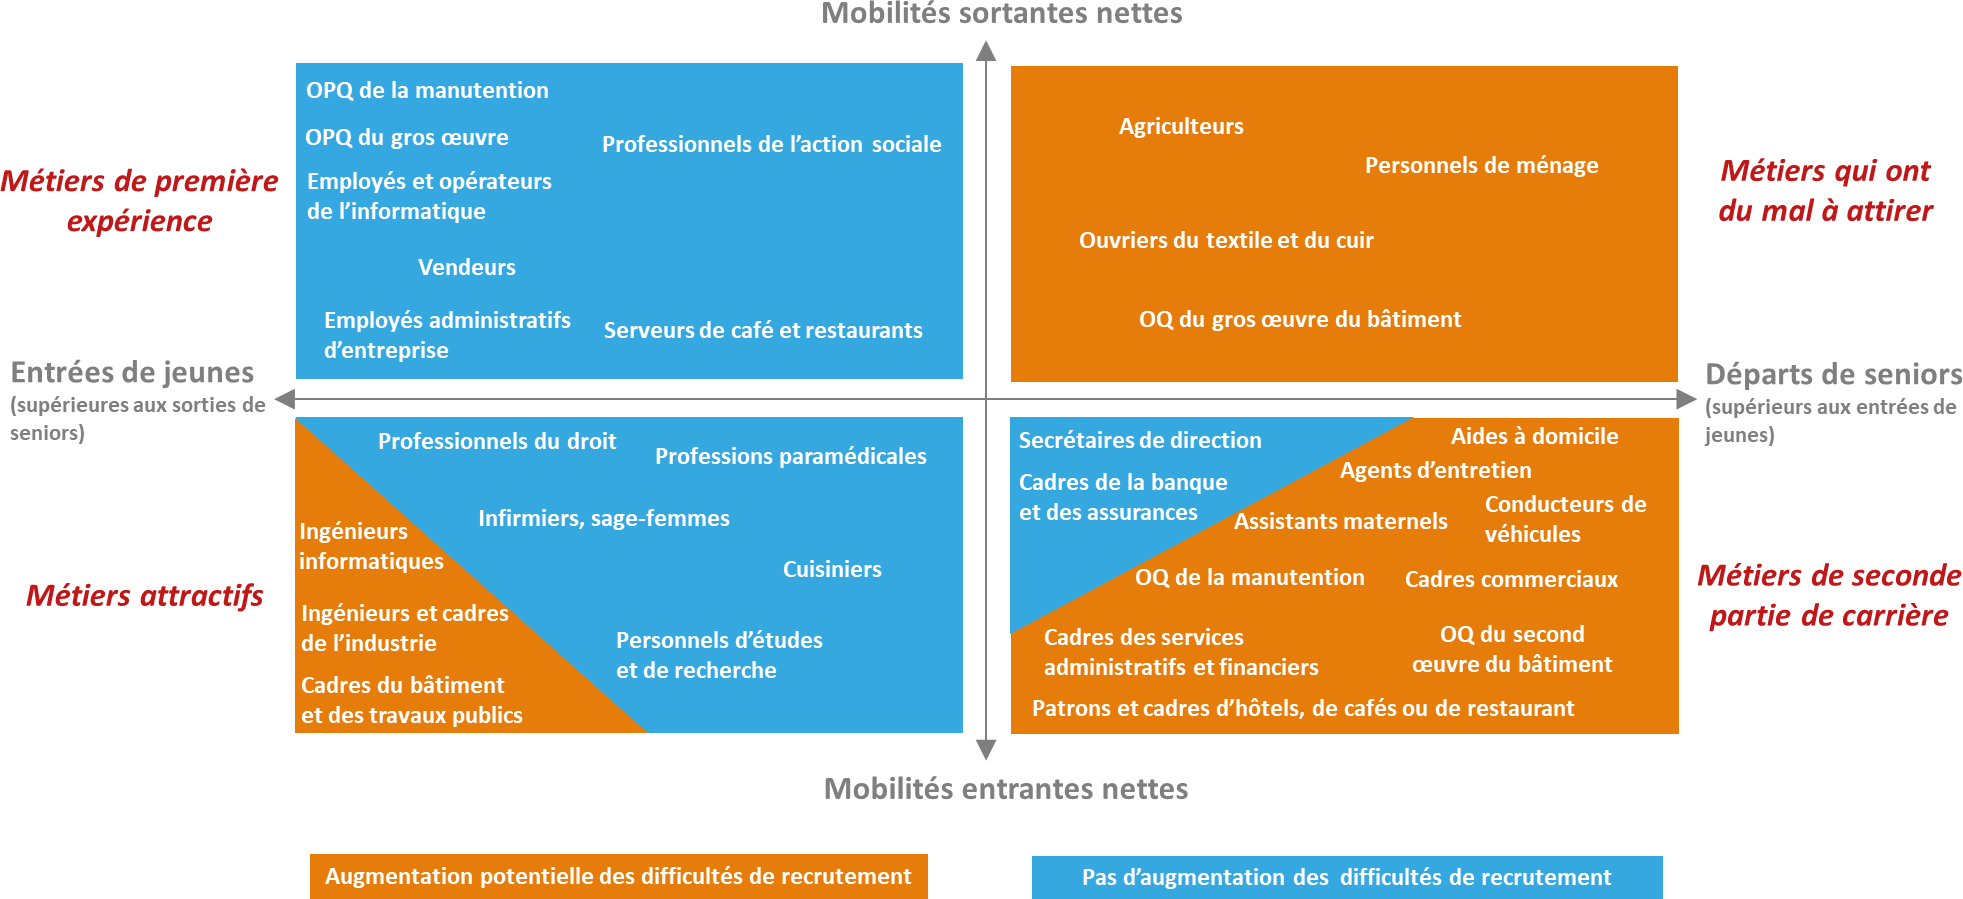 Mobilités sortantes nettes
Métiers de première
expérience
OPQ de la manutention
OPQ du gros œuvre
Professionnels de l'action sociale
Employés et opérateurs
de l'informatique
Vendeurs
Employés administratifs
d'entreprise
Serveurs de café et restaurants
Agriculteurs
Personnels de ménage
Ouvriers du textile et du cuir
OQ du gros œuvre du bâtiment
Métiers qui ont
du mal à attirer
Entrées de jeunes
(supérieures aux sorties de
seniors)
Départs de seniors
(supérieurs aux entrées de
jeunes)
Métiers attractifs
Professionnels du droit
Professions paramédicales
Infirmiers, sage-femmes
Ingénieurs
informatiques
Cuisiniers
Ingénieurs et cadres
de l'industrie
Personnels d'études
et de recherche
Cadres du bâtiment
et des travaux publics
Secrétaires de direction
Aides à domicile
Agents d'entretien
Cadres de la banque
et des assurances
Conducteurs de
véhicules
Assistants maternels
OQ de la manutention
Cadres commerciaux
Cadres des services
administratifs et financiers
OQ du second
œuvre du bâtiment
Patrons et cadres d'hôtels, de cafés ou de restaurant
Métiers de seconde
partie de carrière
Mobilités entrantes nettes
Augmentation potentielle des difficultés de recrutement
Pas d'augmentation des difficultés de recrutement